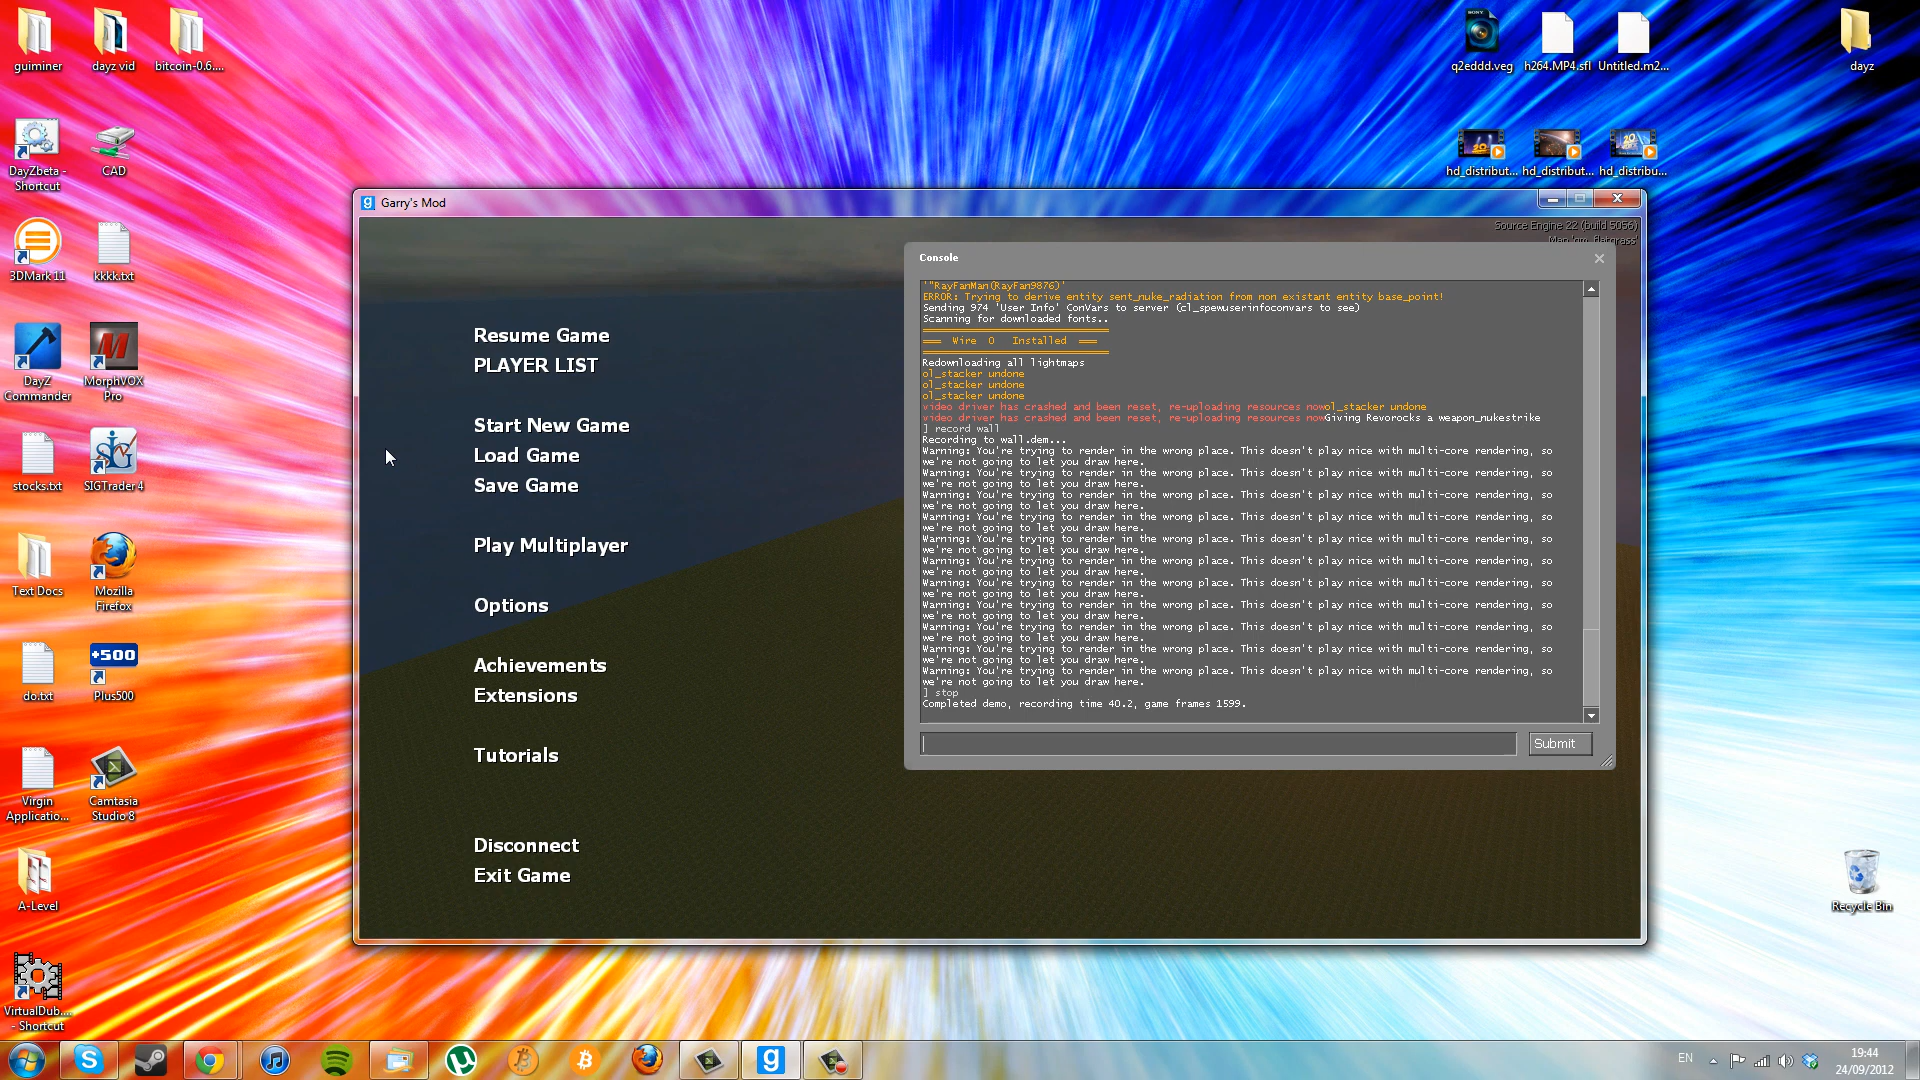 guiminer
dayz vid
bitcoin-0.6....
q2eddd.veg
h264.MP4.sfl
Untitled.m2...
dayz
DayZbeta -
Shortcut
CAD
hd_distribut...
hd_distribut...
hd_distribu...
3DMark 11
kkkk.txt
DayZ
Commander
MorphVOX
Pro
stocks.txt
SIGTrader 4
Text Docs
Mozilla
Firefox
do.txt
+500
Plus500
Virgin
Applicatio...
Camtasia
Studio 8
A-Level
VirtualDub....
- Shortcut
Recycle Bin
Garry's Mod
Source Engine 22 (build 5056)
Map 'gm_flatgrass'
Resume Game
PLAYER LIST
Start New Game
Load Game
Save Game
Play Multiplayer
Options
Achievements
Extensions
Tutorials
Disconnect
Exit Game
Console
'"RayFanMan(RayFan9876)'
ERROR: Trying to derive entity sent_nuke_radiation from non existant entity base_point!
Sending 974 'User Info' ConVars to server (cl_spewuserinfoconvars to see)
Scanning for downloaded fonts..
===============================
=== Wire 0 Installed ===
===============================
Redownloading all lightmaps
ol_stacker undone
ol_stacker undone
ol_stacker undone
video driver has crashed and been reset, re-uploading resources nowol_stacker undone
video driver has crashed and been reset, re-uploading resources nowGiving Revorocks a weapon_nukestrike
] record wall
Recording to wall.dem...
Warning: You're trying to render in the wrong place. This doesn't play nice with multi-core rendering, so
we're not going to let you draw here.
Warning: You're trying to render in the wrong place. This doesn't play nice with multi-core rendering, so
we're not going to let you draw here.
Warning: You're trying to render in the wrong place. This doesn't play nice with multi-core rendering, so
we're not going to let you draw here.
Warning: You're trying to render in the wrong place. This doesn't play nice with multi-core rendering, so
we're not going to let you draw here.
Warning: You're trying to render in the wrong place. This doesn't play nice with multi-core rendering, so
we're not going to let you draw here.
Warning: You're trying to render in the wrong place. This doesn't play nice with multi-core rendering, so
we're not going to let you draw here.
Warning: You're trying to render in the wrong place. This doesn't play nice with multi-core rendering, so
we're not going to let you draw here.
Warning: You're trying to render in the wrong place. This doesn't play nice with multi-core rendering, so
we're not going to let you draw here.
Warning: You're trying to render in the wrong place. This doesn't play nice with multi-core rendering, so
we're not going to let you draw here.
Warning: You're trying to render in the wrong place. This doesn't play nice with multi-core rendering, so
we're not going to let you draw here.
Warning: You're trying to render in the wrong place. This doesn't play nice with multi-core rendering, so
we're not going to let you draw here.
] stop
Completed demo, recording time 40.2, game frames 1599.
Submit
EN
19:44
24/09/2012